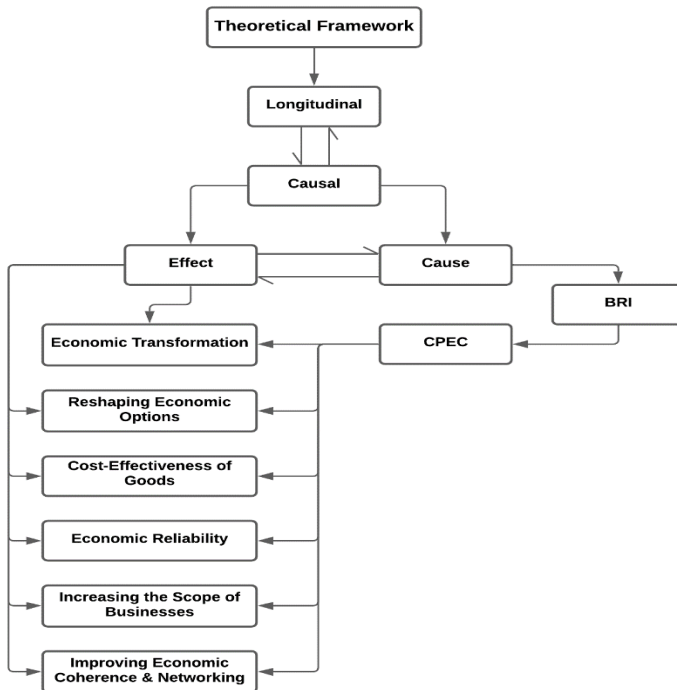 Theoretical Framework
Longitudinal
Causal
Effect
Cause
BRI
Economic Transformation
CPEC
Reshaping Economic
Options
Cost-Effectiveness of
Goods
Economic Reliability
Increasing the Scope of
Businesses
Improving Economic
Coherence & Networking